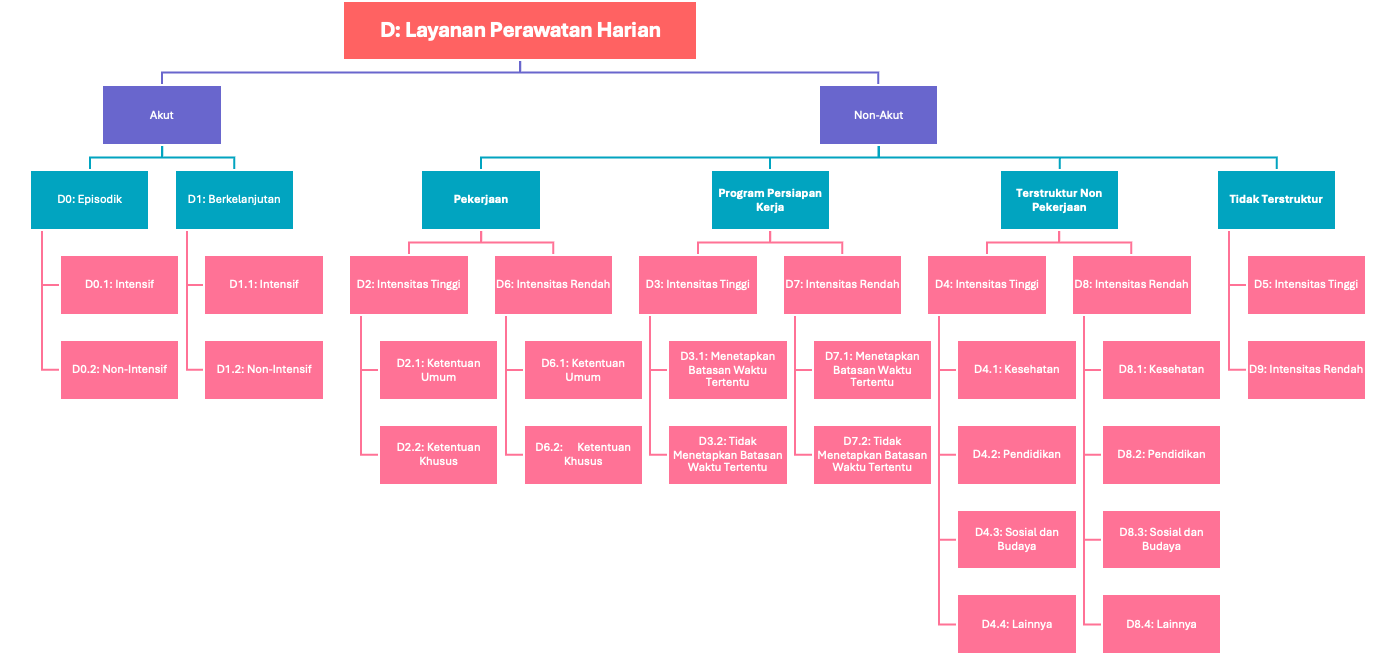 D: Layanan Perawatan Harian
Akut
Non-Akut
D0: Episodik
D1: Berkelanjutan
Pekerjaan
Program Persiapan
Kerja
Terstruktur Non
Pekerjaan
Tidak Terstruktur
D0.1: Intensif
D1.1: Intensif
D2: Intensitas Tinggi
D6: Intensitas Rendah
D3: Intensitas Tinggi
D7: Intensitas Rendah
D4: Intensitas Tinggi
D8: Intensitas Rendah
D5: Intensitas Tinggi
D0.2: Non-Intensif
D1.2: Non-Intensif
D2.1: Ketentuan
Umum
D6.1: Ketentuan
Umum
D3.1: Menetapkan
Batasan Waktu
Tertentu
D7.1: Menetapkan
Batasan Waktu
Tertentu
D4.1: Kesehatan
D8.1: Kesehatan
D9: Intensitas Rendah
D2.2: Ketentuan
Khusus
D6.2: Ketentuan
Khusus
D3.2: Tidak
Menetapkan Batasan
Waktu Tertentu
D7.2: Tidak
Menetapkan Batasan
Waktu Tertentu
D4.2: Pendidikan
D8.2: Pendidikan
D4.3: Sosial dan
Budaya
D8.3: Sosial dan
Budaya
D4.4: Lainnya
D8.4: Lainnya